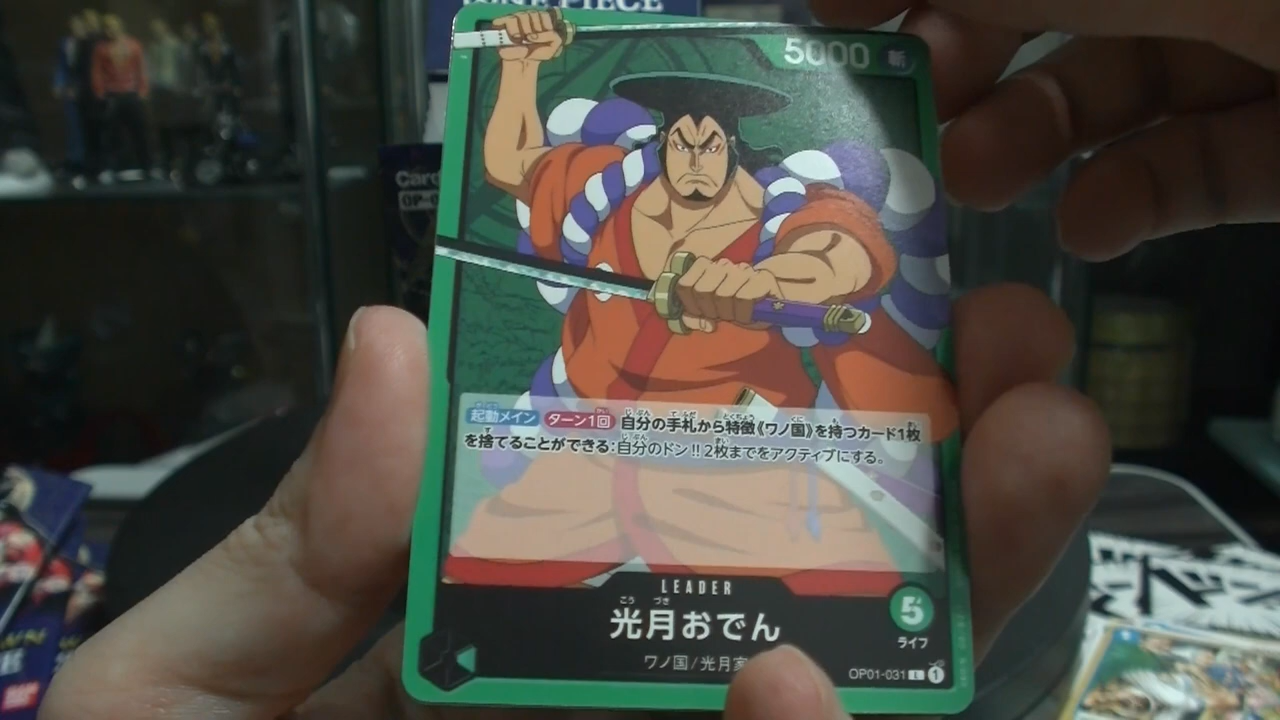 ONE PIECE
5000 斬
Card
OP-0
起動メイン ターン1回 自分の手札から特徴《ワノ国》を持つカード1枚
を捨てることができる:自分のドン!!2枚までをアクティブにする。
LEADER
光月おでん
こう づき
5
ライフ
ワノ国/光月家
OP01-031 L 1